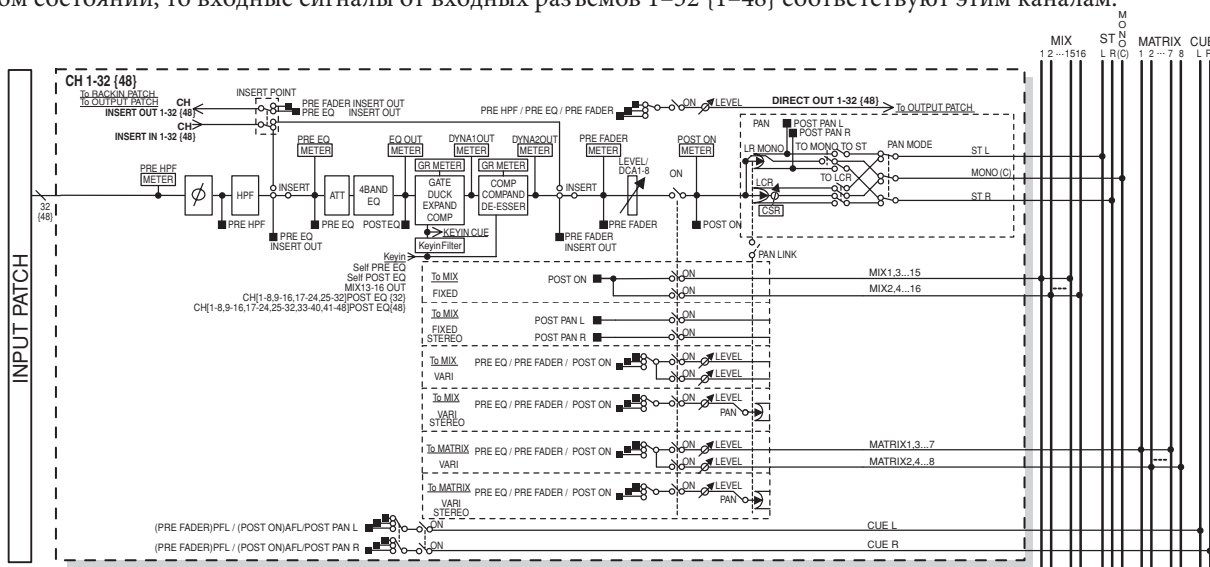 ом состоянии, то входные сигналы от входных разъемов 1–32 {1–48} соответствуют этим каналам.
MIX
ST
MONO(C)
MATRIX
CUE
1 2 ··· 15 16
L R
1 2 ··· 7 8
L R
CH 1-32 {48}
To RACKIN PATCH
To OUTPUT PATCH
CH
INSERT OUT 1-32 {48}
CH
INSERT IN 1-32 {48}
INSERT POINT
PRE FADER INSERT OUT
PRE EQ INSERT OUT
PRE HPF / PRE EQ / PRE FADER
ON
LEVEL
DIRECT OUT 1-32 {48}
To OUTPUT PATCH
PAN
POST PAN L
POST PAN R
LR MONO
TO MONO TO ST
PAN MODE
ST L
MONO (C)
ST R
TO LCR
LCR
CSR
PAN LINK
INPUT PATCH
32
{48}
PRE HPF
METER
ϕ
PRE HPF
HPF
INSERT
PRE EQ
INSERT OUT
PRE EQ
METER
PRE EQ
ATT
4BAND
EQ
EQ OUT
METER
POST EQ
DYNA1OUT
METER
GR METER
GATE
DUCK
EXPAND
COMP
KEYIN CUE
KeyinFilter
DYNA2OUT
METER
GR METER
COMP
COMPAND
DE-ESSER
INSERT
PRE FADER
INSERT OUT
PRE FADER
METER
PRE FADER
LEVEL/
DCA1-8
ON
POST ON
METER
POST ON
Keyin
Self PRE EQ
Self POST EQ
MIX13-16 OUT
CH[1-8,9-16,17-24,25-32]POST EQ {32}
CH[1-8,9-16,17-24,25-32,33-40,41-48]POST EQ{48}
To MIX
FIXED
POST ON
ON
ON
MIX1,3...15
MIX2,4...16
To MIX
FIXED
STEREO
POST PAN L
ON
POST PAN R
ON
To MIX
VARI
PRE EQ / PRE FADER / POST ON
ON
LEVEL
ON
LEVEL
To MIX
VARI
STEREO
PRE EQ / PRE FADER / POST ON
ON
LEVEL
PAN
To MATRIX
VARI
PRE EQ / PRE FADER / POST ON
ON
LEVEL
ON
LEVEL
MATRIX1,3...7
MATRIX2,4...8
To MATRIX
VARI
STEREO
PRE EQ / PRE FADER / POST ON
ON
LEVEL
PAN
(PRE FADER)PFL / (POST ON)AFL/POST PAN L
ON
CUE L
(PRE FADER)PFL / (POST ON)AFL/POST PAN R
ON
CUE R